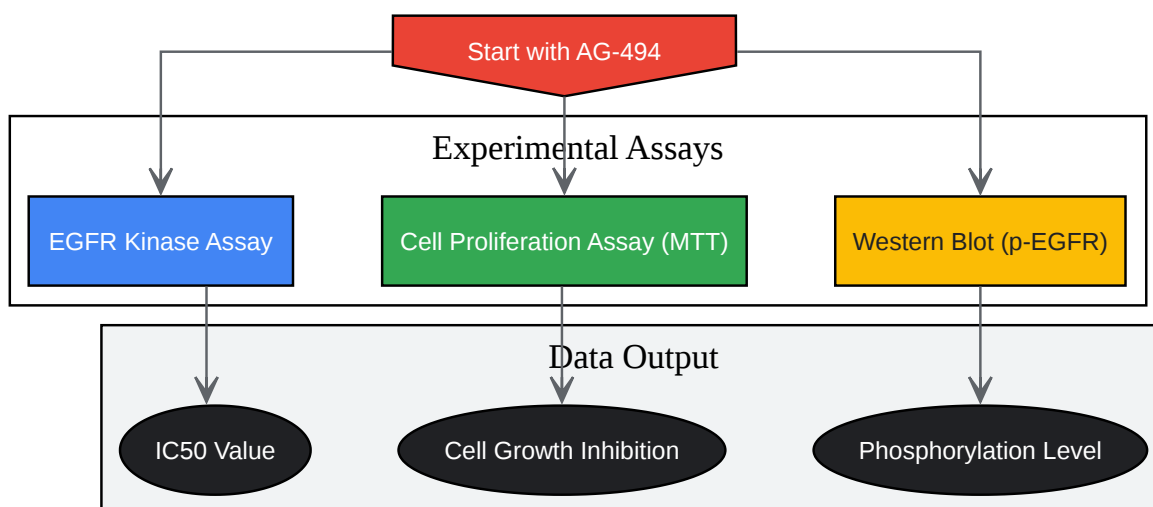 Start with AG-494
Experimental Assays
EGFR Kinase Assay
Cell Proliferation Assay (MTT)
Western Blot (p-EGFR)
Data Output
IC50 Value
Cell Growth Inhibition
Phosphorylation Level